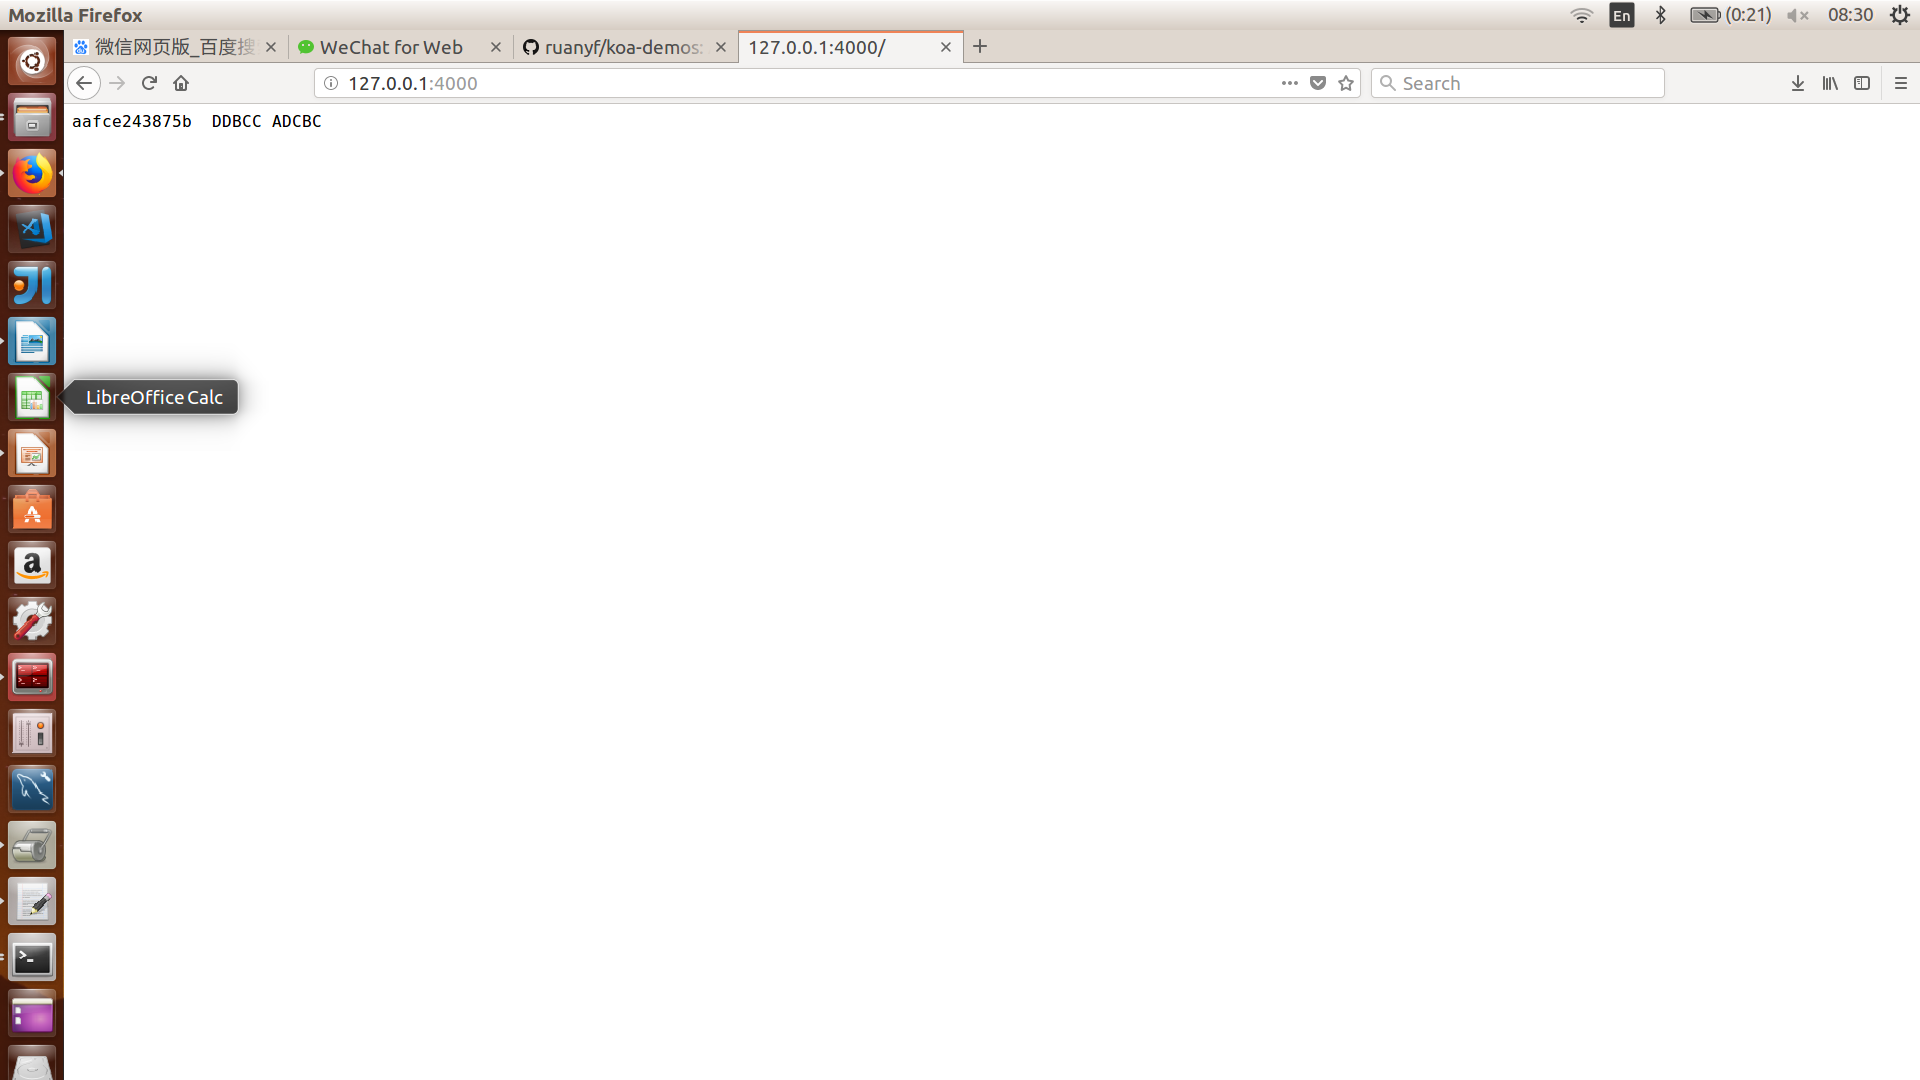 Mozilla Firefox
En
(0:21)
08:30
微信网页版_百度搜
WeChat for Web
ruanyf/koa-demos:
127.0.0.1:4000/
127.0.0.1:4000
Search
aafce243875b  DDBCC ADCBC
LibreOffice Calc